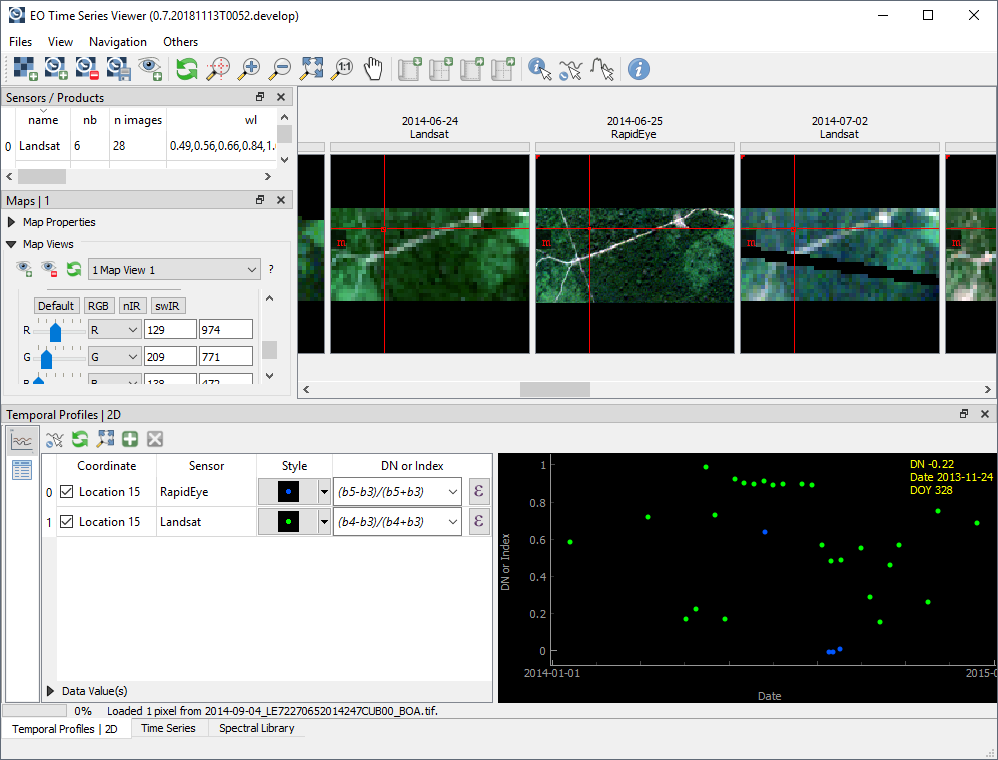 EO Time Series Viewer (0.7.20181113T0052.develop)
Files View Navigation Others
1:1
Sensors / Products
name nb n images wl
0 Landsat 6 28 0.49,0.56,0.66,0.84,1.
2014-06-24
Landsat
2014-06-25
RapidEye
2014-07-02
Landsat
m m m m
Maps | 1
Map Properties
Map Views
1 Map View 1 ?
Default RGB nIR swIR
R R 129 974
G G 209 771
B B 138 472
Temporal Profiles | 2D
Coordinate Sensor Style DN or Index
0 Location 15 RapidEye (b5-b3)/(b5+b3) ε
1 Location 15 Landsat (b4-b3)/(b4+b3) ε
Data Value(s)
DN -0.22
Date 2013-11-24
DOY 328
DN or Index
1
0.8
0.6
0.4
0.2
0
2014-01-01 2015-0
Date
0% Loaded 1 pixel from 2014-09-04_LE72270652014247CUB00_BOA.tif.
Temporal Profiles | 2D Time Series Spectral Library